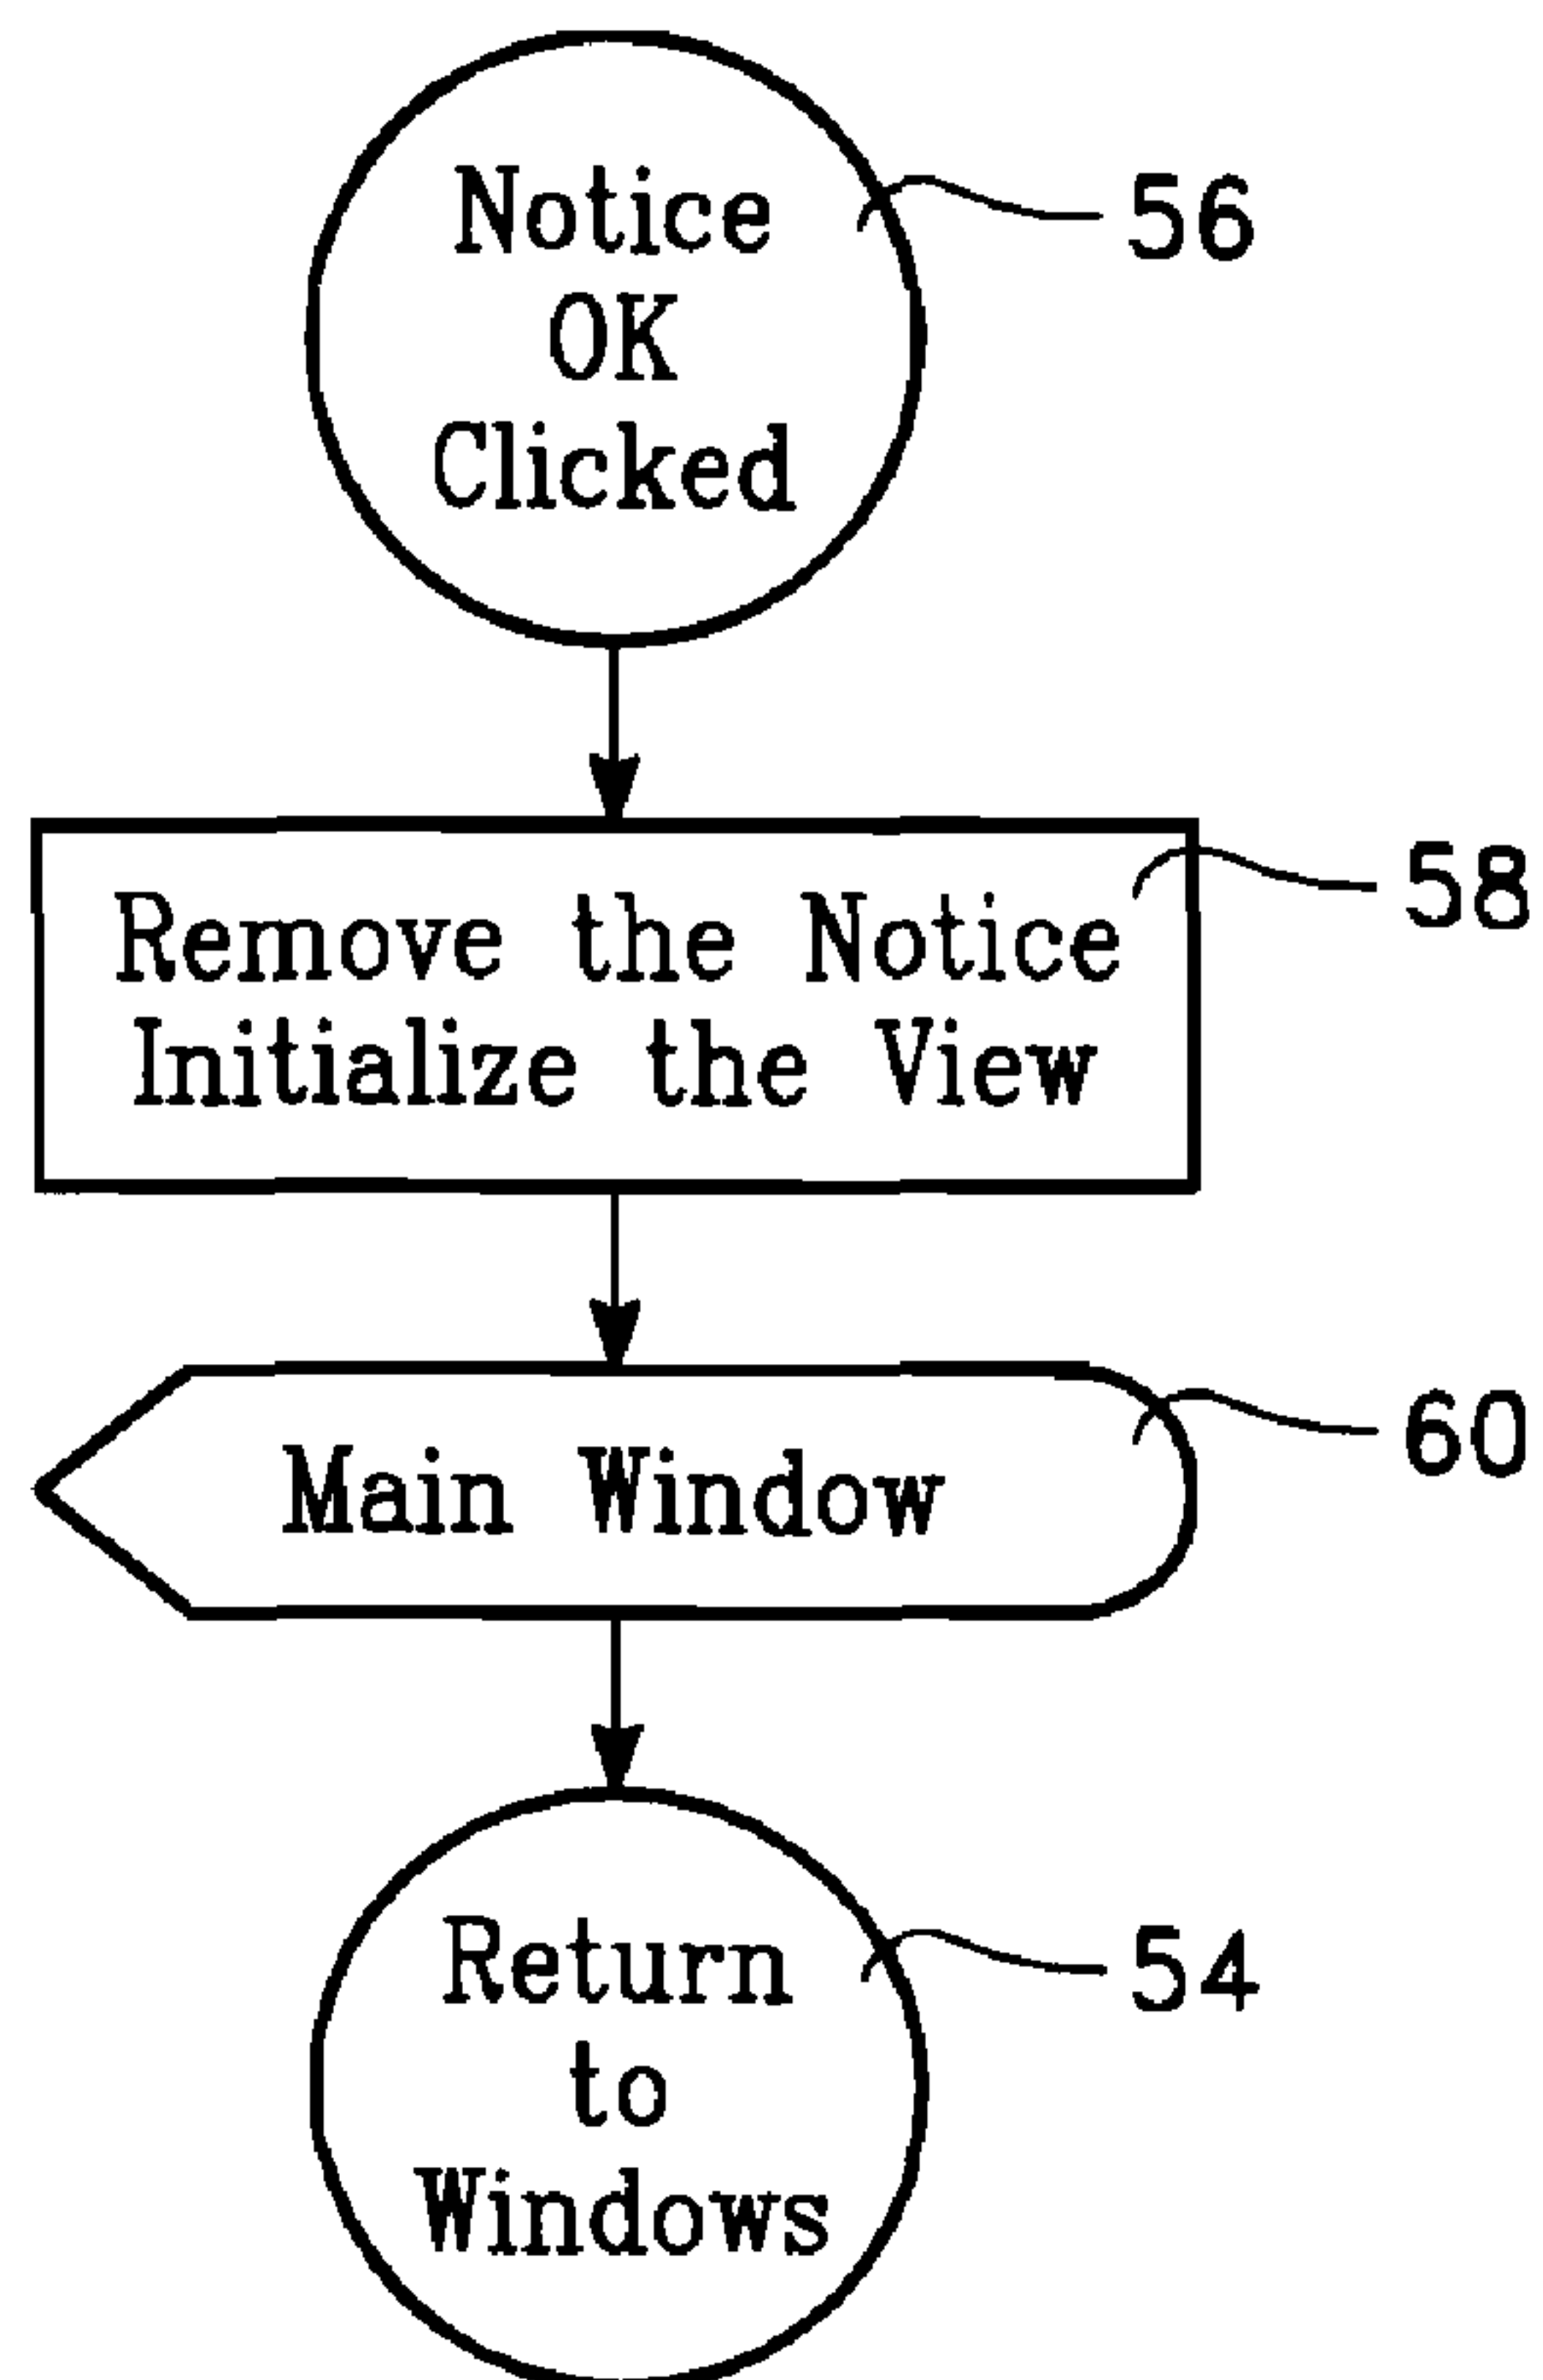 Notice
OK
Clicked
56
Remove the Notice
Initialize the View
58
Main Window
60
Return
to
Windows
54